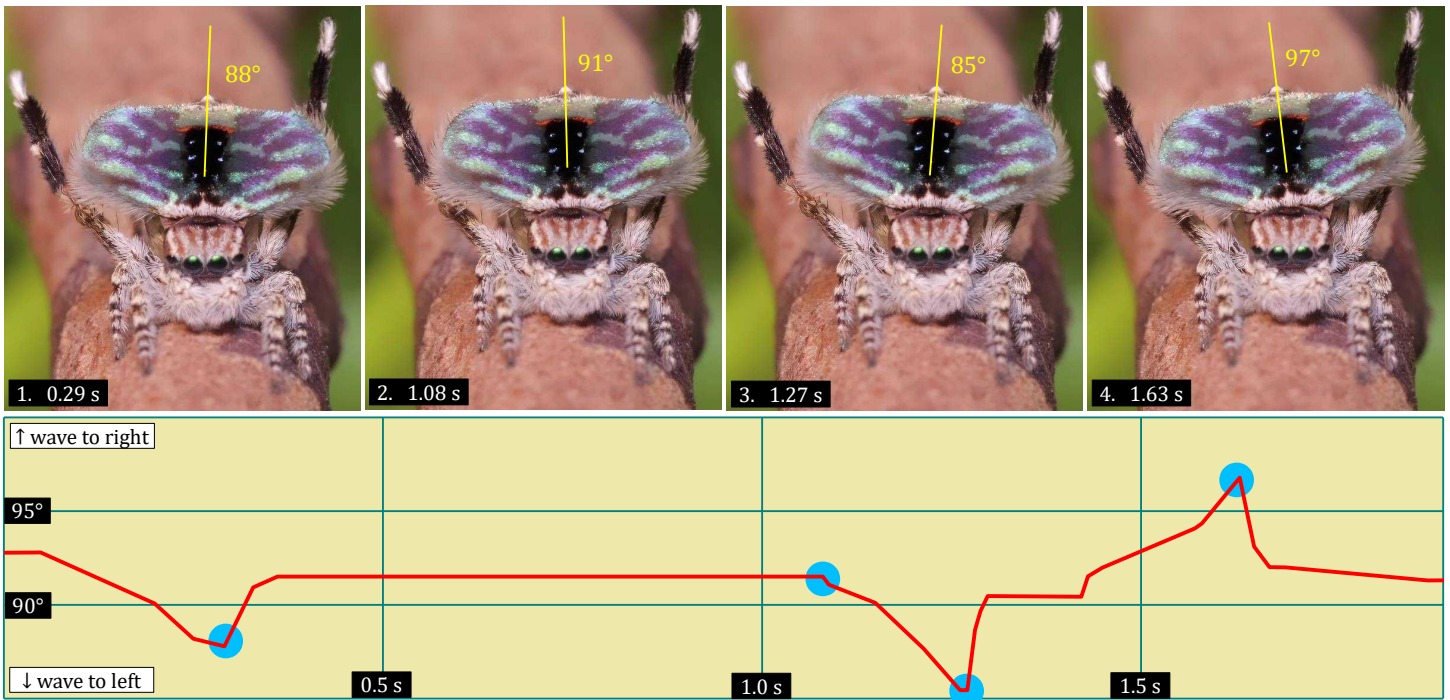 88°
91°
85°
97°
1. 0.29 s
2. 1.08 s
3. 1.27 s
4. 1.63 s
↑ wave to right
95°
90°
↓ wave to left
0.5 s
1.0 s
1.5 s